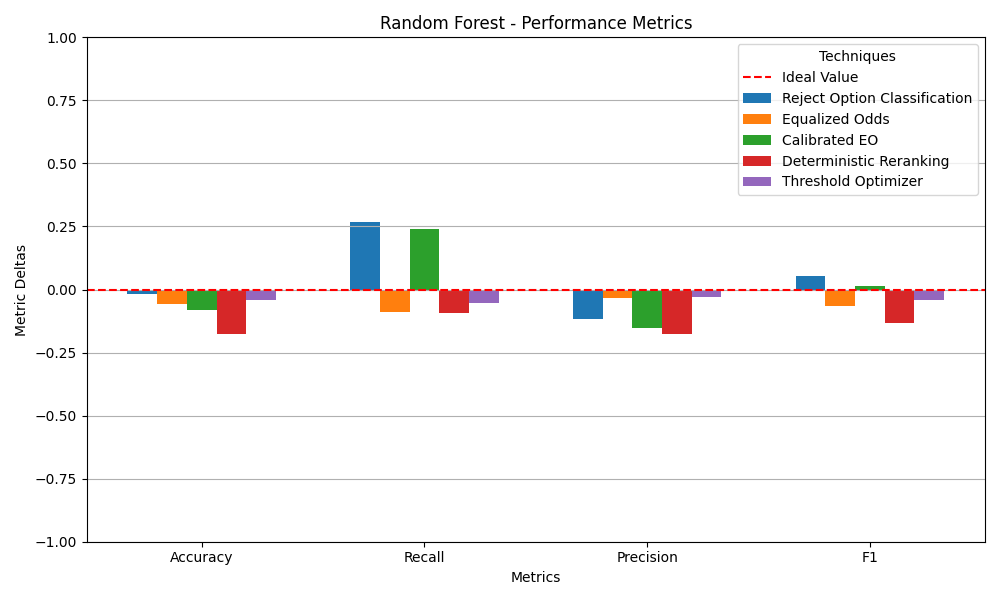 Random Forest - Performance Metrics
Techniques
Ideal Value
Reject Option Classification
Equalized Odds
Calibrated EO
Deterministic Reranking
Threshold Optimizer
Metric Deltas
1.00
0.75
0.50
0.25
0.00
−0.25
−0.50
−0.75
−1.00
Accuracy Recall Precision F1
Metrics